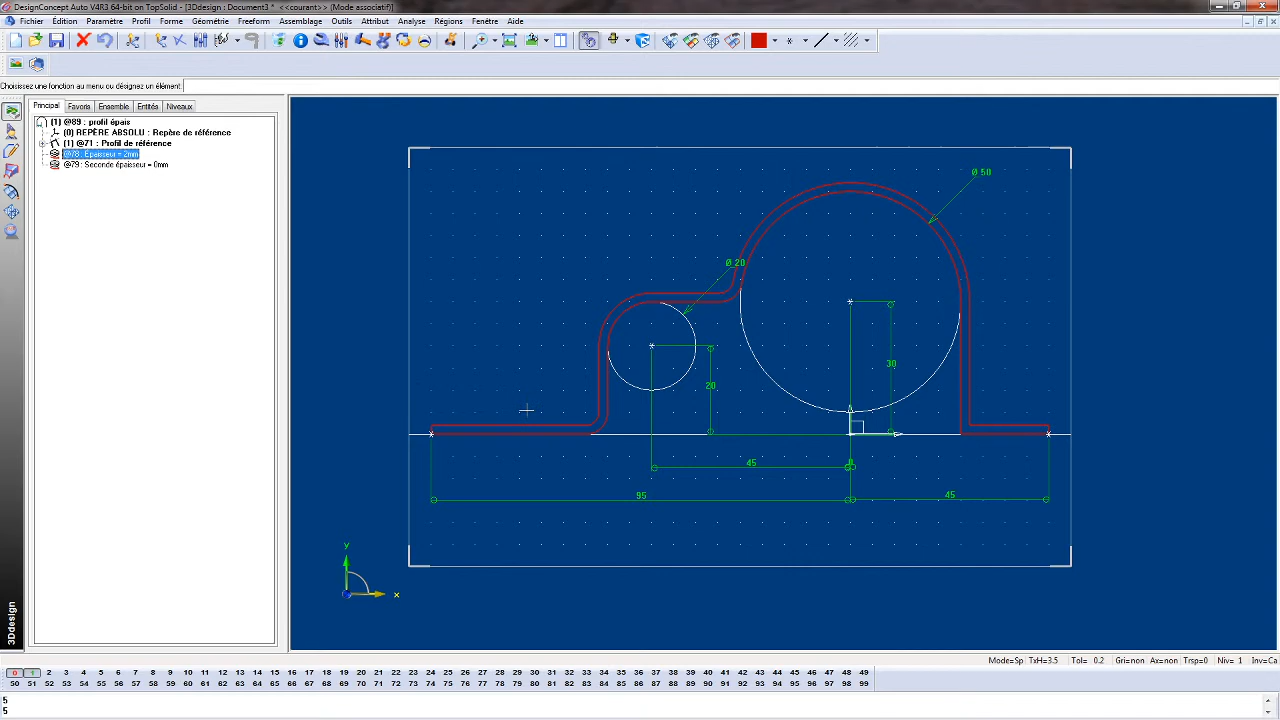 DesignConcept Auto V4R3 64-bit on TopSolid - [3Ddesign : Document3 * <<courant>> (Mode associatif)]
Fichier Édition Paramètre Profil Forme Géométrie Freeform Assemblage Outils Attribut Analyse Régions Fenêtre Aide
Choisissez une fonction au menu ou désignez un élément:
Principal Favoris Ensemble Entités Niveaux
(1) @89 : profil épais
(0) REPÈRE ABSOLU : Repère de référence
(1) @71 : Profil de référence
@78 : Épaisseur = 2mm
@79 : Seconde épaisseur = 0mm
Ø 50
Ø 20
30
20
45
95
45
y
x
3Ddesign
Mode=Sp TxH=3.5 Tol= 0.2 Gri=non Ax=non Trsp=0 Niv= 1 Inv=Ca
0 1 2 3 4 5 6 7 8 9 10 11 12 13 14 15 16 17 18 19 20 21 22 23 24 25 26 27 28 29 30 31 32 33 34 35 36 37 38 39 40 41 42 43 44 45 46 47 48 49
50 51 52 53 54 55 56 57 58 59 60 61 62 63 64 65 66 67 68 69 70 71 72 73 74 75 76 77 78 79 80 81 82 83 84 85 86 87 88 89 90 91 92 93 94 95 96 97 98 99
5
5